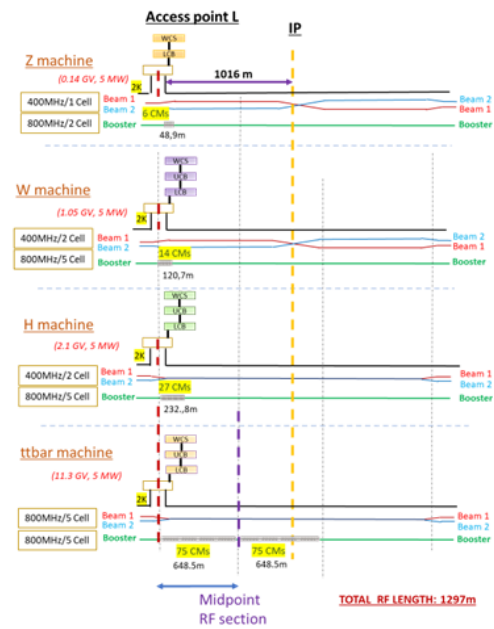 Access point L
IP
WCS
LCB
Z machine
(0.14 GV, 5 MW)
2K
1016 m
400MHz/1 Cell
Beam 1
Beam 2
6 CMs
Beam 2
Beam 1
800MHz/2 Cell
Booster
Booster
48,9m
WCS
UCB
LCB
W machine
(1.05 GV, 5 MW)
2K
400MHz/2 Cell
Beam 1
Beam 2
14 CMs
Beam 2
Beam 1
800MHz/5 Cell
Booster
Booster
120,7m
WCS
UCB
LCB
H machine
(2.1 GV, 5 MW)
2K
400MHz/2 Cell
Beam 1
Beam 2
27 CMs
Beam 1
Beam 2
800MHz/5 Cell
Booster
Booster
232.,8m
WCS
UCB
LCB
ttbar machine
(11.3 GV, 5 MW)
2K
800MHz/5 Cell
Beam 1
Beam 2
Beam 1
Beam 2
800MHz/5 Cell
Booster
Booster
75 CMs
75 CMs
648.5m
648.5m
Midpoint
RF section
TOTAL RF LENGTH: 1297m